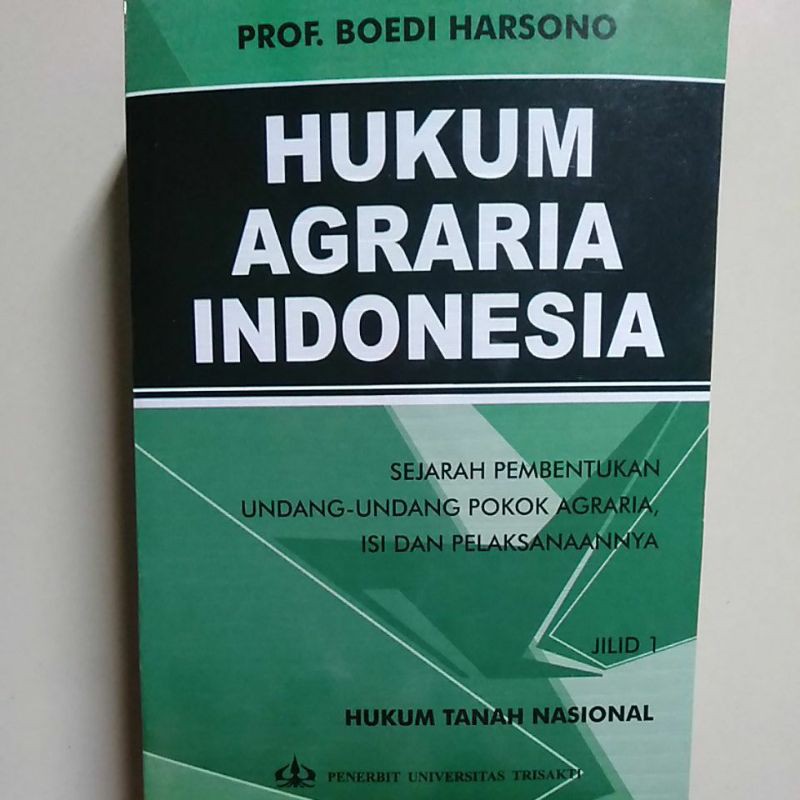 PROF. BOEDI HARSONO
HUKUM
AGRARIA
INDONESIA
SEJARAH PEMBENTUKAN
UNDANG-UNDANG POKOK AGRARIA,
ISI DAN PELAKSANAANNYA
JILID 1
HUKUM TANAH NASIONAL
PENERBIT UNIVERSITAS TRISAKTI